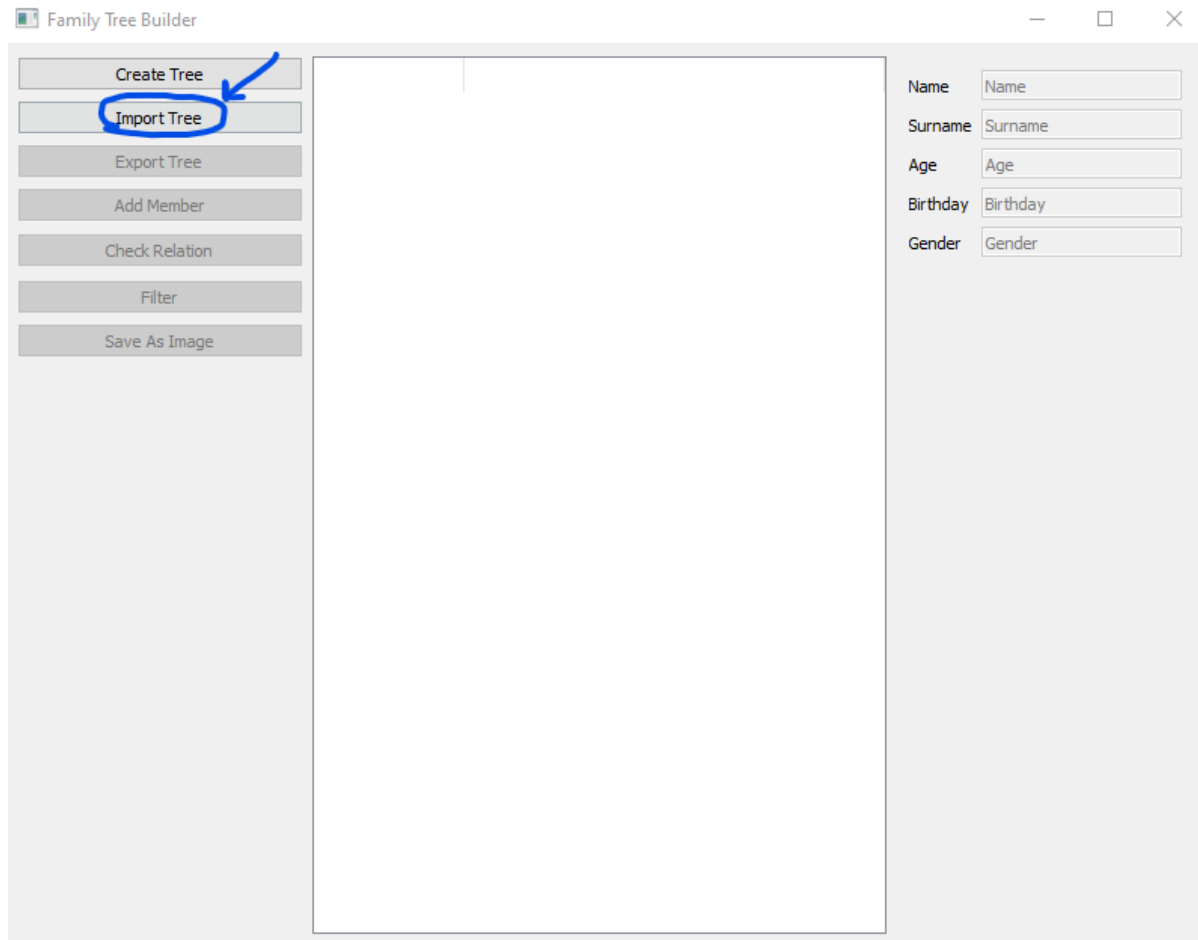 Family Tree Builder
Create Tree
Import Tree
Export Tree
Add Member
Check Relation
Filter
Save As Image
Name Name
Surname Surname
Age Age
Birthday Birthday
Gender Gender